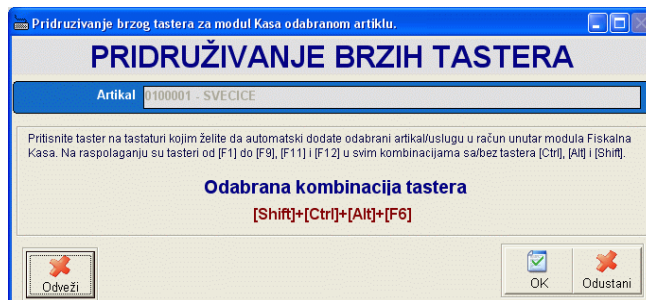 Pridruzivanje brzog tastera za modul Kasa odabranom artiklu.
PRIDRUŽIVANJE BRZIH TASTERA
Artikal 0100001 - SVECICE
Pritisnite taster na tastaturi kojim želite da automatski dodate odabrani artikal/uslugu u račun unutar modula Fiskalna
Kasa. Na raspolaganju su tasteri od [F1] do [F9], [F11] i [F12] u svim kombinacijama sa/bez tastera [Ctrl], [Alt] i [Shift].
Odabrana kombinacija tastera
[Shift]+[Ctrl]+[Alt]+[F6]
Odveži OK Odustani